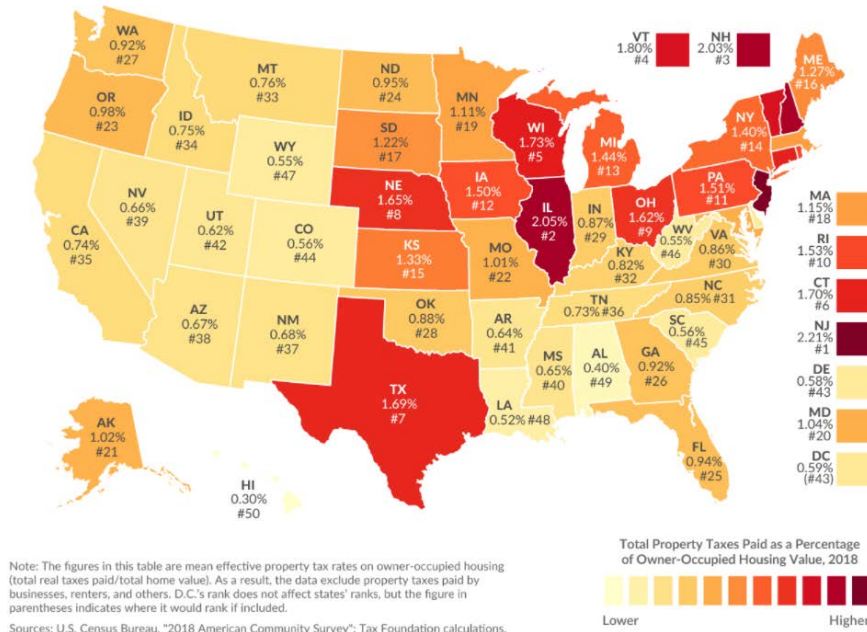 WA
0.92%
#27
OR
0.98%
#23
CA
0.74%
#35
NV
0.66%
#39
ID
0.75%
#34
MT
0.76%
#33
WY
0.55%
#47
UT
0.62%
#42
CO
0.56%
#44
AZ
0.67%
#38
NM
0.68%
#37
ND
0.95%
#24
SD
1.22%
#17
NE
1.65%
#8
KS
1.33%
#15
OK
0.88%
#28
TX
1.69%
#7
MN
1.11%
#19
IA
1.50%
#12
MO
1.01%
#22
AR
0.64%
#41
LA
0.52% #48
WI
1.73%
#5
IL
2.05%
#2
MI
1.44%
#13
IN
0.87%
#29
OH
1.62%
#9
KY
0.82%
#32
TN
0.73% #36
MS
0.65%
#40
AL
0.40%
#49
GA
0.92%
#26
FL
0.94%
#25
SC
0.56%
#45
NC
0.85% #31
VA
0.86%
#30
WV
0.55%
#46
PA
1.51%
#11
NY
1.40%
#14
ME
1.27%
#16
VT
1.80%
#4
NH
2.03%
#3
MA
1.15%
#18
RI
1.53%
#10
CT
1.70%
#6
NJ
2.21%
#1
DE
0.58%
#43
MD
1.04%
#20
DC
0.59%
(#43)
AK
1.02%
#21
HI
0.30%
#50
Note: The figures in this table are mean effective property tax rates on owner-occupied housing
(total real taxes paid/total home value). As a result, the data exclude property taxes paid by
businesses, renters, and others. D.C.'s rank does not affect states' ranks, but the figure in
parentheses indicates where it would rank if included.
Sources: U.S. Census Bureau, "2018 American Community Survey"; Tax Foundation calculations.
Total Property Taxes Paid as a Percentage
of Owner-Occupied Housing Value, 2018
Lower
Higher